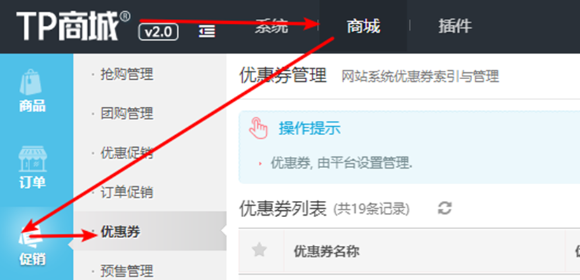 TP商城® v2.0 系统 商城 插件
商品
订单
促销
抢购管理
团购管理
优惠促销
订单促销
优惠券
预售管理
优惠券管理 网站系统优惠券索引与管理
操作提示
· 优惠券, 由平台设置管理.
优惠券列表 (共19条记录)
优惠券名称